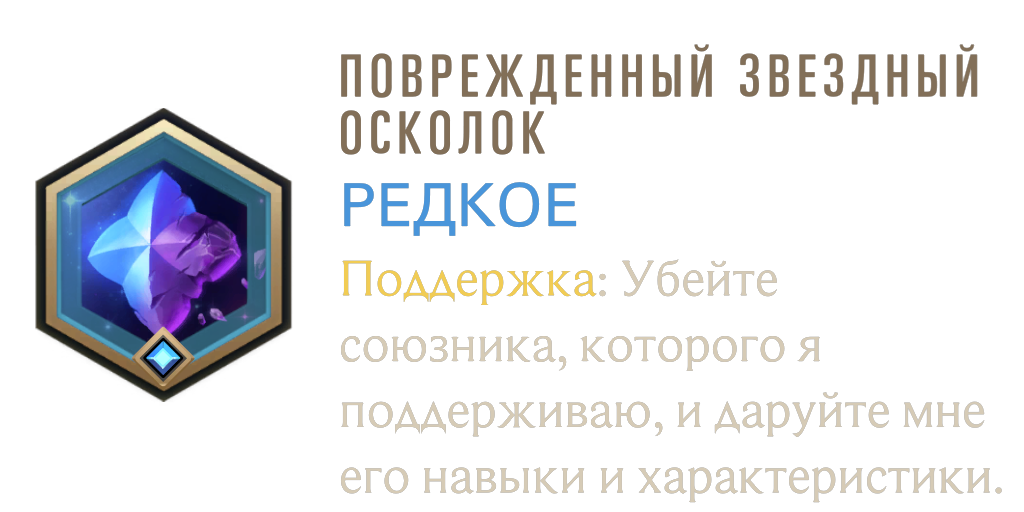 ПОВРЕЖДЕННЫЙ ЗВЕЗДНЫЙ
ОСКОЛОК
РЕДКОЕ
Поддержка: Убейте
союзника, которого я
поддерживаю, и даруйте мне
его навыки и характеристики.